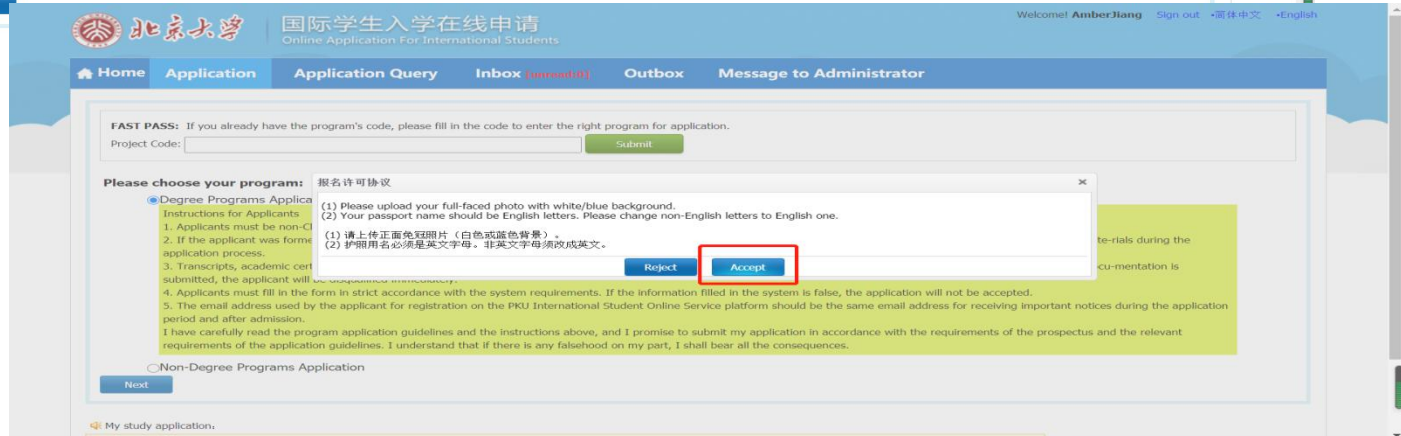 北京大学
国际学生入学在线申请
Online Application For International Students
Welcome! AmberJiang Sign out •简体中文 •English
Home Application Application Query Inbox [unread:0] Outbox Message to Administrator
FAST PASS: If you already have the program's code, please fill in the code to enter the right program for application.
Project Code: Submit
Please choose your program: 报名许可协议 ×
Degree Programs Applica
(1) Please upload your full-faced photo with white/blue background.
(2) Your passport name should be English letters. Please change non-English letters to English one.
(1) 请上传正面免冠照片（白色或蓝色背景）。
(2) 护照用名必须是英文字母。非英文字母须改成英文。
Reject Accept
Instructions for Applicants
1. Applicants must be non-C
2. If the applicant was forme te-rials during the
application process.
3. Transcripts, academic cert cu-mentation is
submitted, the applicant will be disqualified immediately.
4. Applicants must fill in the form in strict accordance with the system requirements. If the information filled in the system is false, the application will not be accepted.
5. The email address used by the applicant for registration on the PKU International Student Online Service platform should be the same email address for receiving important notices during the application
period and after admission.
I have carefully read the program application guidelines and the instructions above, and I promise to submit my application in accordance with the requirements of the prospectus and the relevant
requirements of the application guidelines. I understand that if there is any falsehood on my part, I shall bear all the consequences.
Non-Degree Programs Application
Next
My study application.